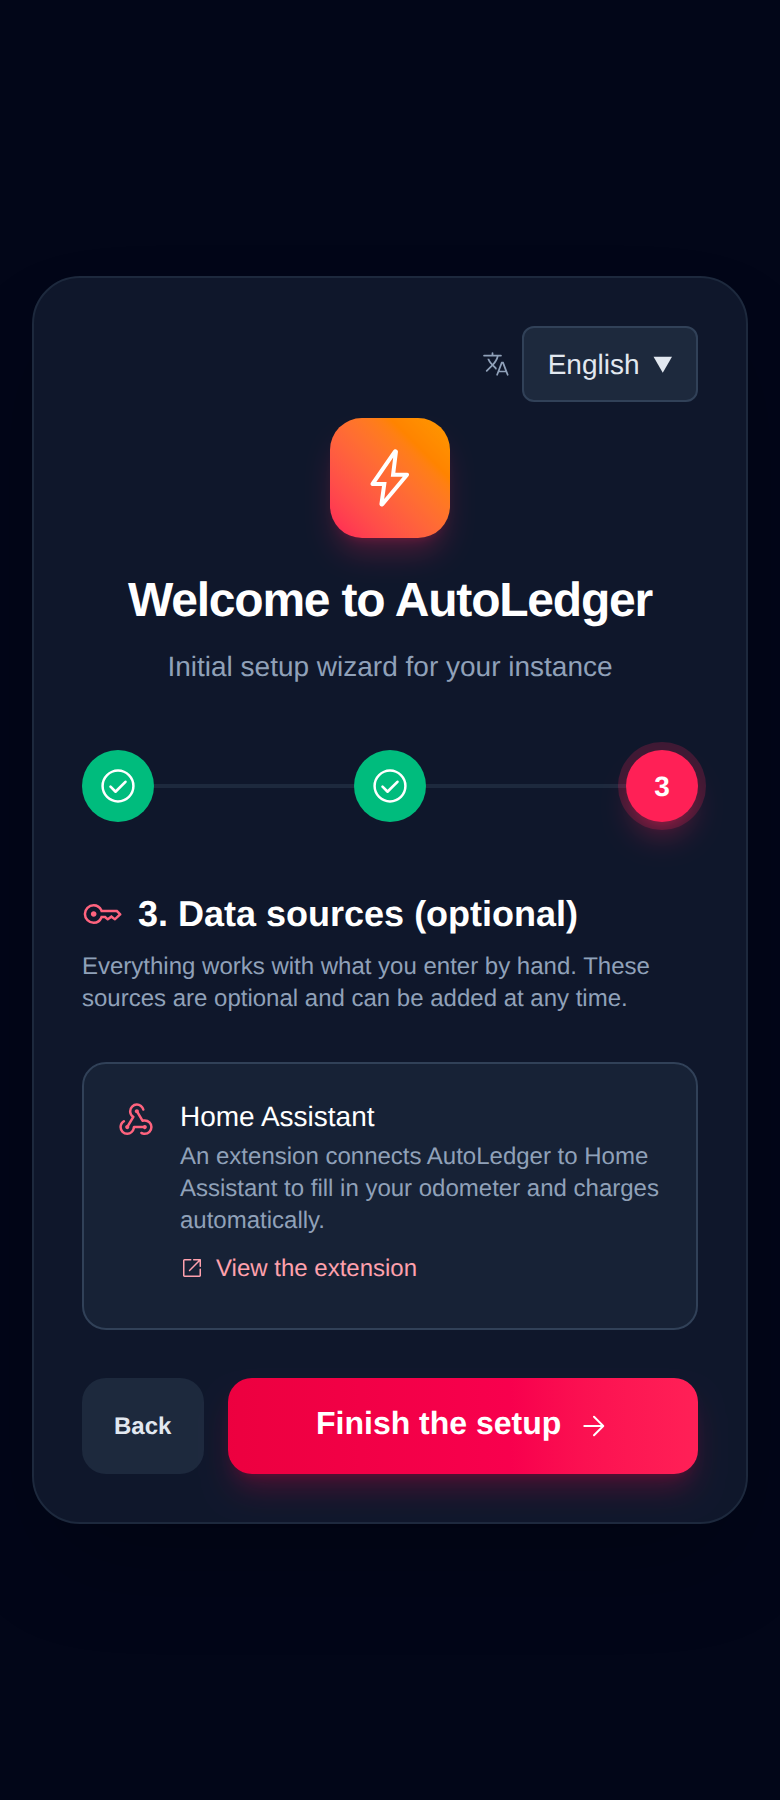 English
Welcome to AutoLedger
Initial setup wizard for your instance
3
3. Data sources (optional)
Everything works with what you enter by hand. These
sources are optional and can be added at any time.
Home Assistant
An extension connects AutoLedger to Home
Assistant to fill in your odometer and charges
automatically.
View the extension
Back
Finish the setup